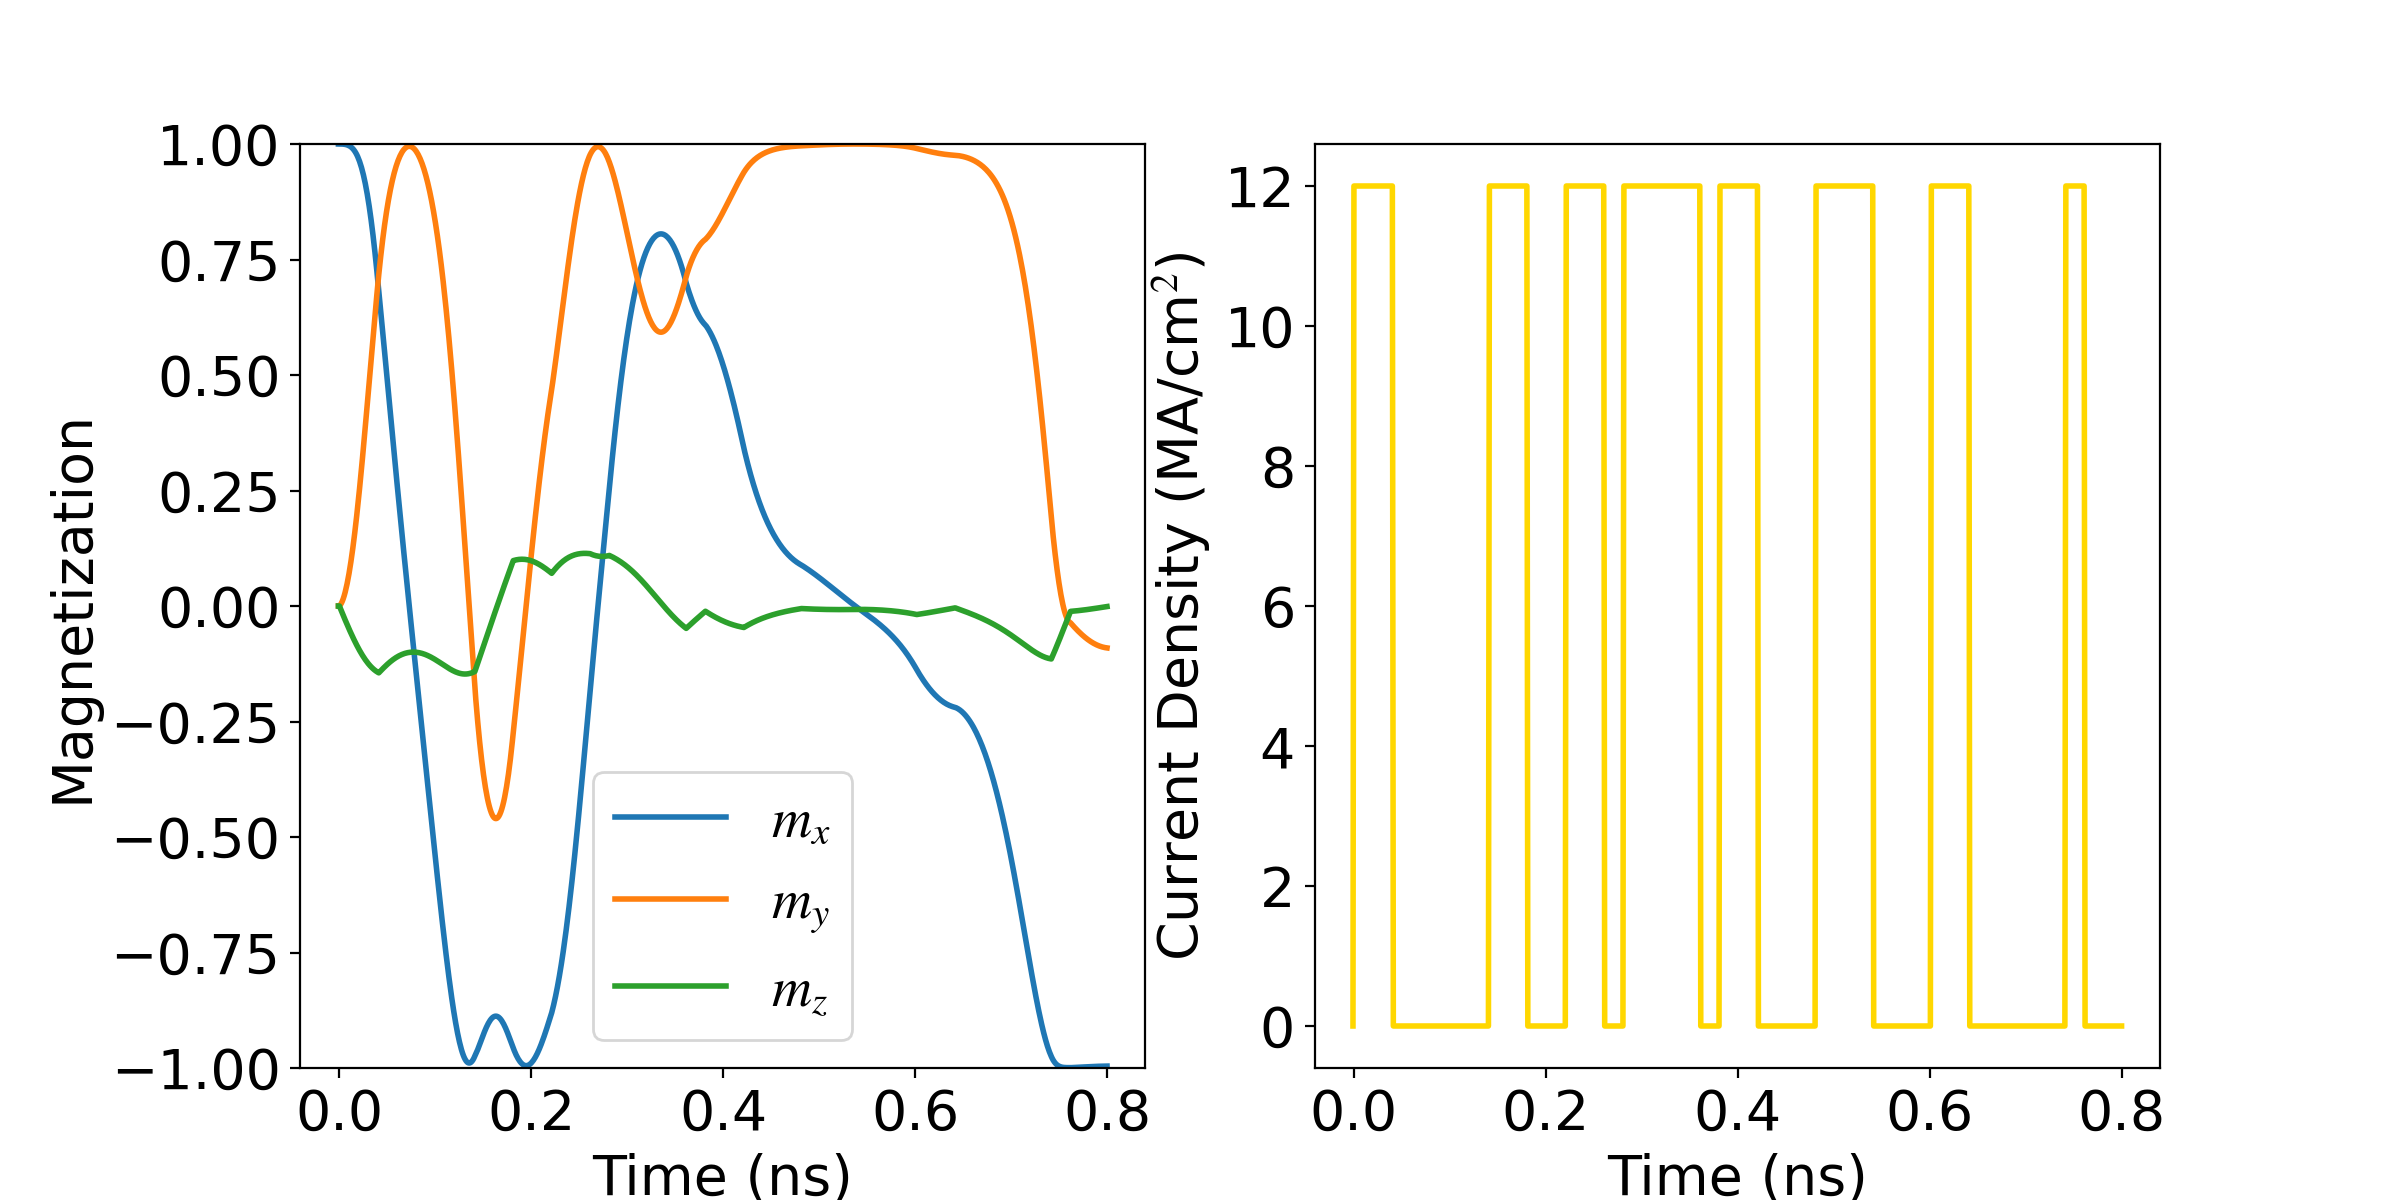 Magnetization
1.00
0.75
0.50
0.25
0.00
−0.25
−0.50
−0.75
−1.00
0.0 0.2 0.4 0.6 0.8
Time (ns)
m_x
m_y
m_z
Current Density (MA/cm²)
12
10
8
6
4
2
0
0.0 0.2 0.4 0.6 0.8
Time (ns)